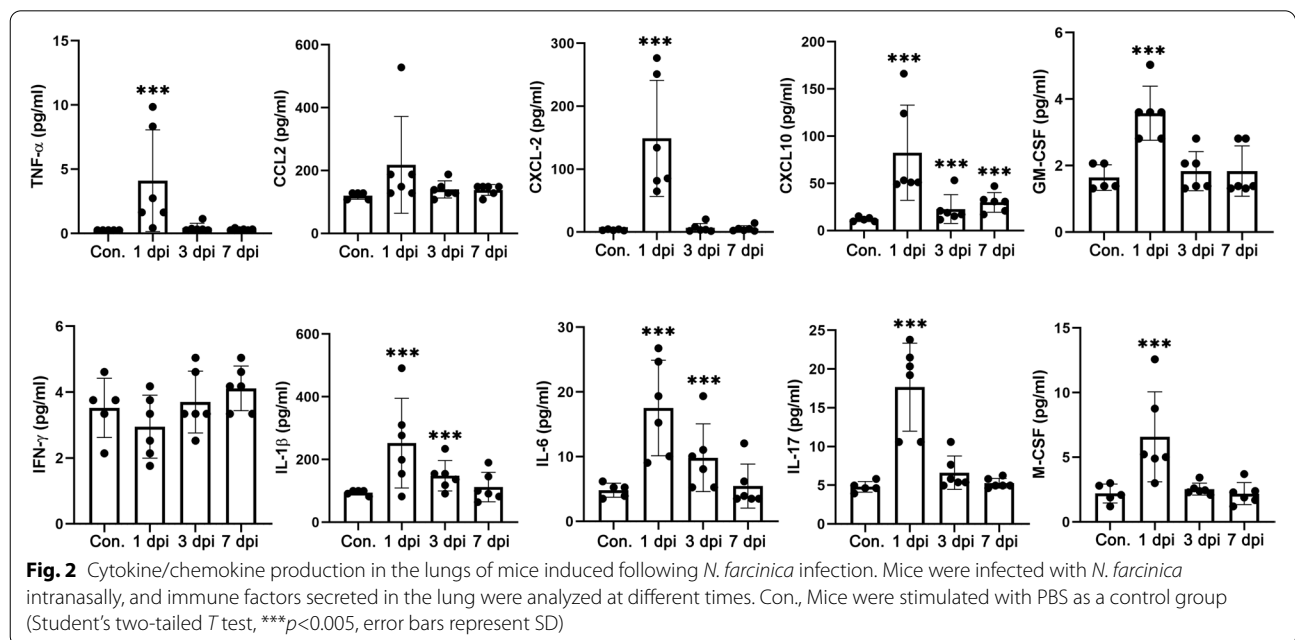 TNF-α (pg/ml)
15
10
5
0
***
Con. 1 dpi 3 dpi 7 dpi
CCL2 (pg/ml)
600
400
200
0
Con. 1 dpi 3 dpi 7 dpi
CXCL-2 (pg/ml)
300
200
100
0
***
Con. 1 dpi 3 dpi 7 dpi
CXCL10 (pg/ml)
200
150
100
50
0
*** *** ***
Con. 1 dpi 3 dpi 7 dpi
GM-CSF (pg/ml)
6
4
2
0
***
Con. 1 dpi 3 dpi 7 dpi
IFN-γ (pg/ml)
6
4
2
0
Con. 1 dpi 3 dpi 7 dpi
IL-1β (pg/ml)
600
400
200
0
*** ***
Con. 1 dpi 3 dpi 7 dpi
IL-6 (pg/ml)
30
20
10
0
*** ***
Con. 1 dpi 3 dpi 7 dpi
IL-17 (pg/ml)
25
20
15
10
5
0
***
Con. 1 dpi 3 dpi 7 dpi
M-CSF (pg/ml)
15
10
5
0
***
Con. 1 dpi 3 dpi 7 dpi
Fig. 2 Cytokine/chemokine production in the lungs of mice induced following N. farcinica infection. Mice were infected with N. farcinica
intranasally, and immune factors secreted in the lung were analyzed at different times. Con., Mice were stimulated with PBS as a control group
(Student's two-tailed T test, ***p<0.005, error bars represent SD)